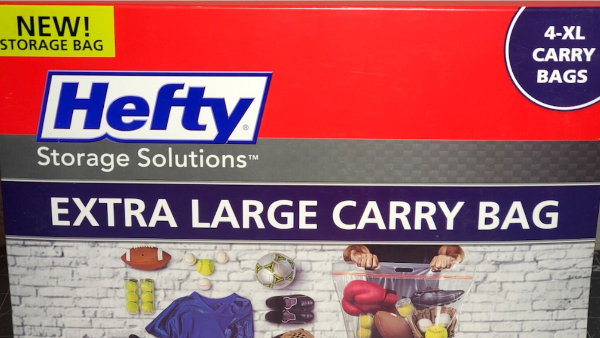 NEW!
STORAGE BAG
4-XL
CARRY
BAGS
Hefty®
Storage Solutions™
EXTRA LARGE CARRY BAG